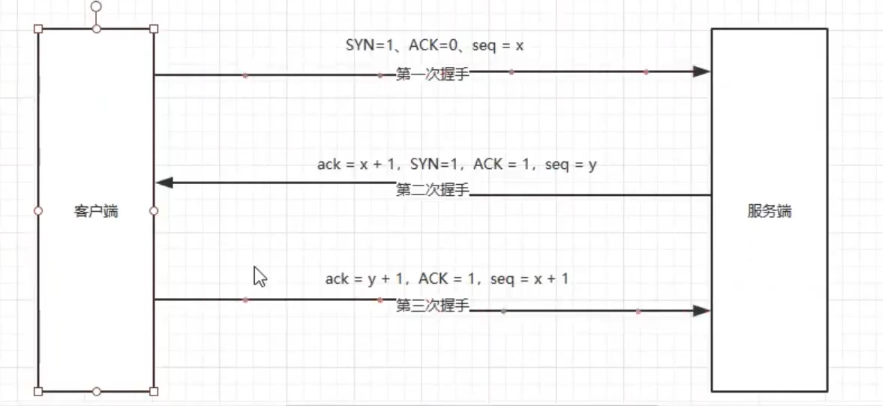 SYN=1、ACK=0、seq = x
第一次握手
ack = x + 1，SYN=1，ACK = 1，seq = y
第二次握手
客户端
服务端
ack = y + 1，ACK = 1，seq = x + 1
第三次握手